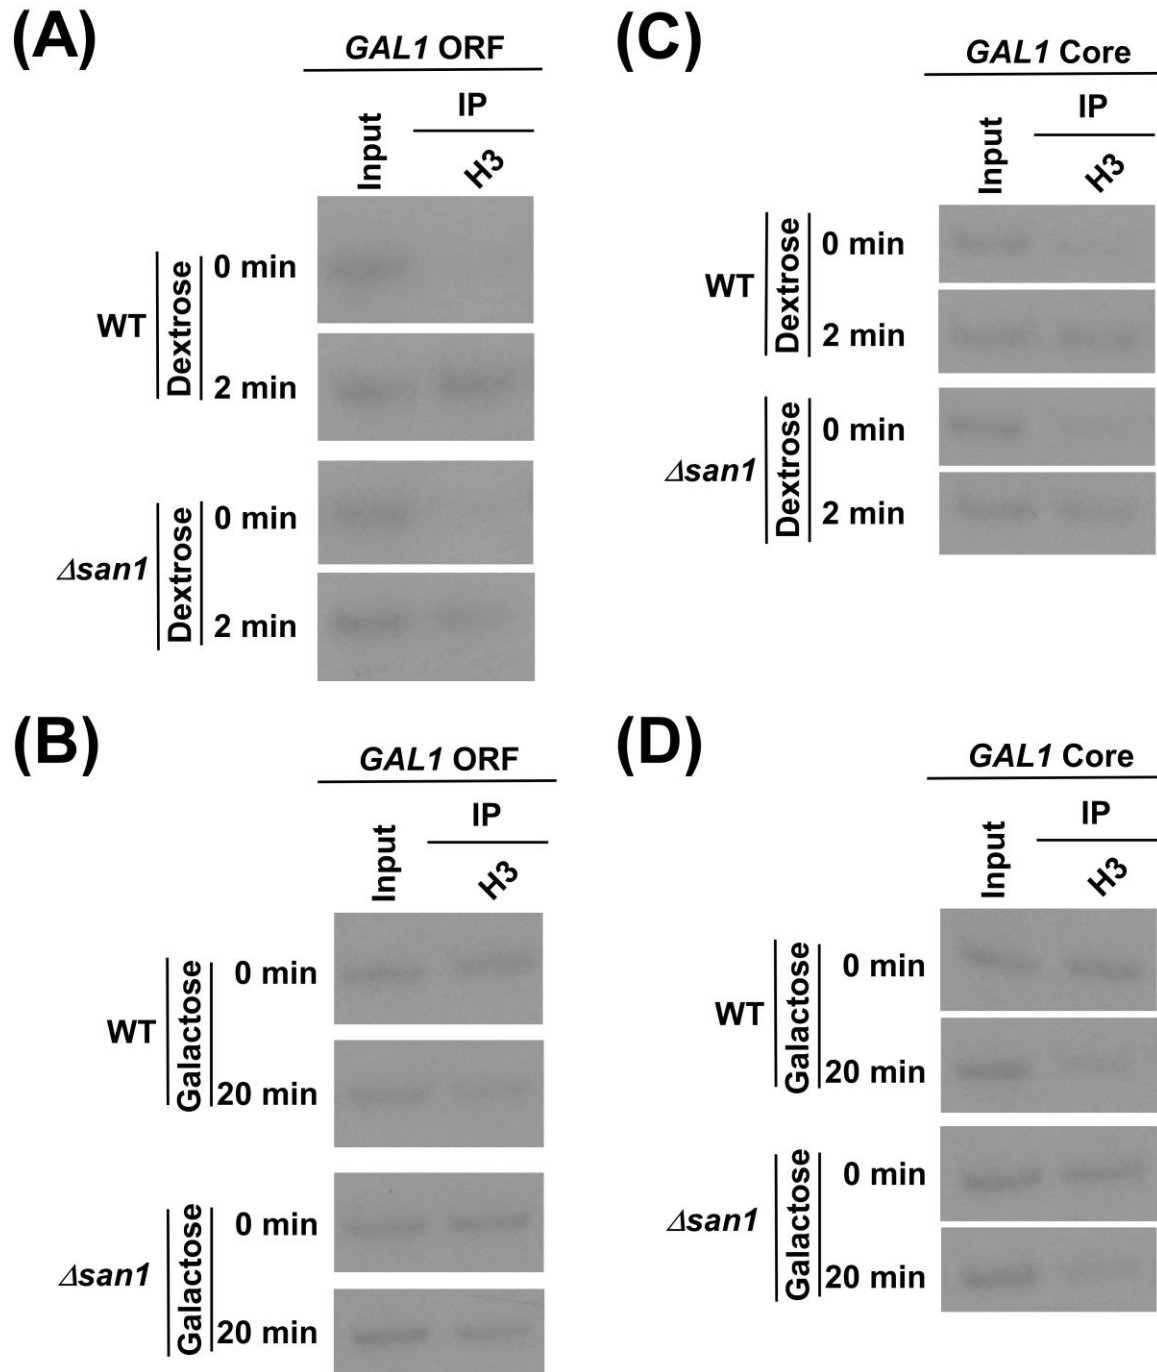 (A)
GAL1 ORF
IP
Input
H3
WT
Dextrose
0 min
2 min
Δsan1
Dextrose
0 min
2 min
(B)
GAL1 ORF
IP
Input
H3
WT
Galactose
0 min
20 min
Δsan1
Galactose
0 min
20 min
(C)
GAL1 Core
IP
Input
H3
WT
Dextrose
0 min
2 min
Δsan1
Dextrose
0 min
2 min
(D)
GAL1 Core
IP
Input
H3
WT
Galactose
0 min
20 min
Δsan1
Galactose
0 min
20 min